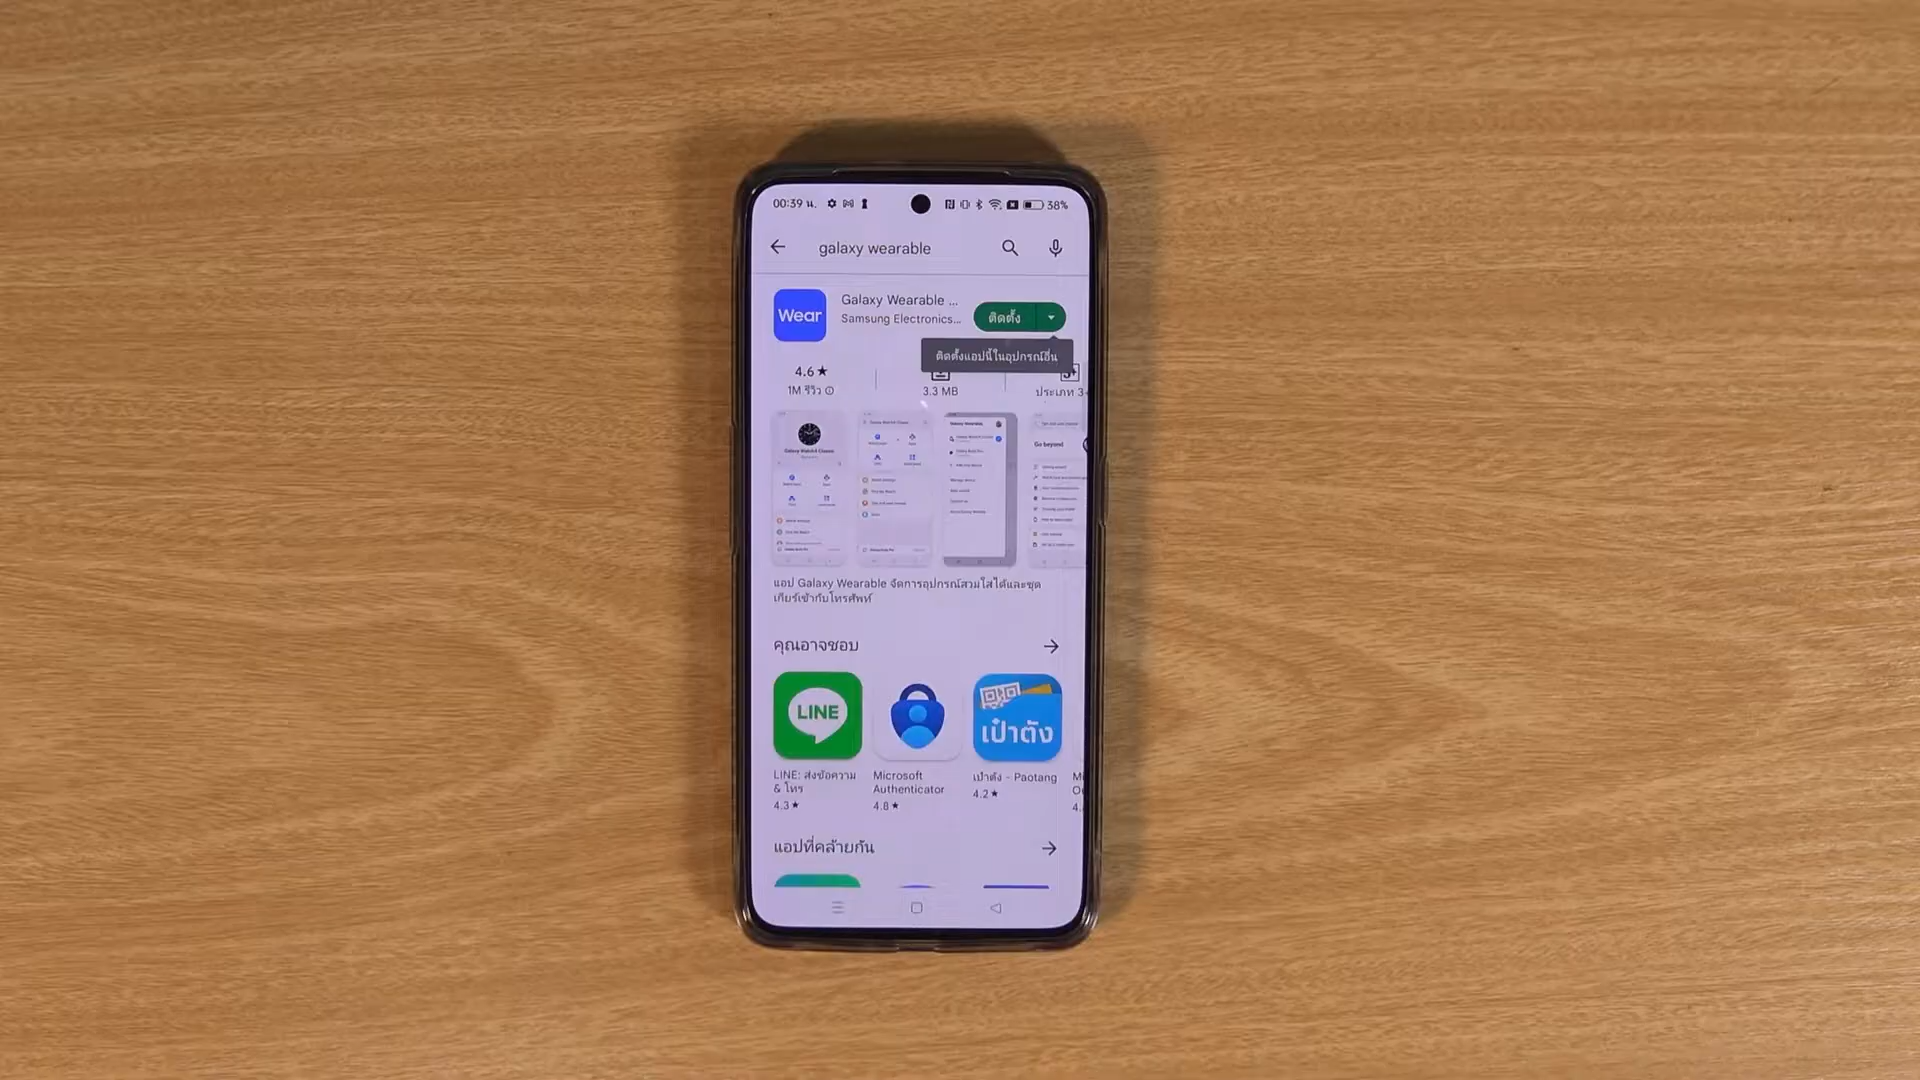 00:39 น.
38%
galaxy wearable
Wear
Galaxy Wearable ...
Samsung Electronics...
ติดตั้ง
ติดตั้งแอปนี้ในอุปกรณ์อื่น
4.6★
1M รีวิว
3.3 MB
3+
ประเภท 3+
Galaxy Wearable
Go beyond
แอป Galaxy Wearable จัดการอุปกรณ์สวมใส่ได้และชุด
เกียร์เข้ากับโทรศัพท์
คุณอาจชอบ
LINE
เป๋าตัง
LINE: ส่งข้อความ
& โทร
4.3★
Microsoft
Authenticator
4.8★
เป๋าตัง - Paotang
4.2★
แอปที่คล้ายกัน